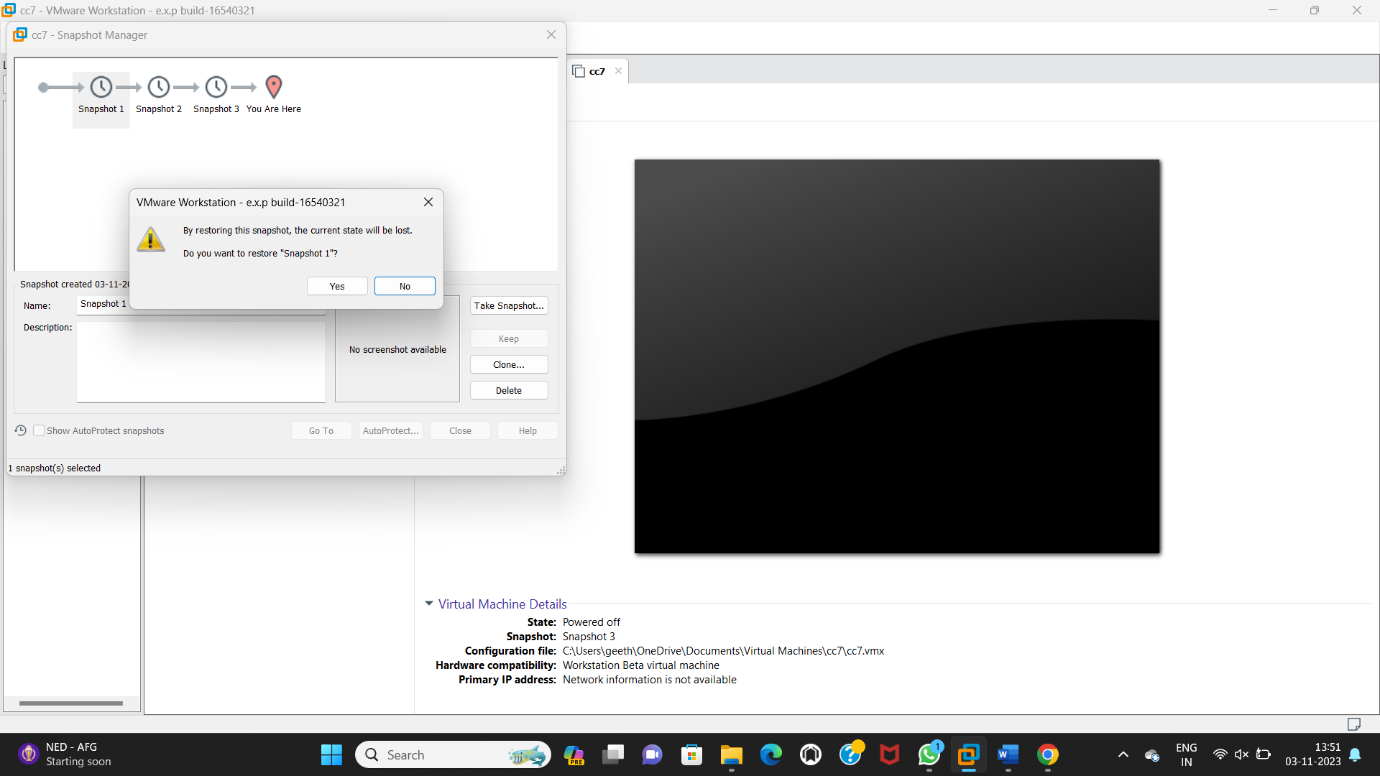 cc7 - VMware Workstation - e.x.p build-16540321
cc7 - Snapshot Manager
cc7
Snapshot 1
Snapshot 2
Snapshot 3
You Are Here
VMware Workstation - e.x.p build-16540321
By restoring this snapshot, the current state will be lost.
Do you want to restore "Snapshot 1"?
Yes
No
Snapshot created 03-11-20
Name:
Snapshot 1
Description:
No screenshot available
Take Snapshot...
Keep
Clone...
Delete
Show AutoProtect snapshots
Go To
AutoProtect...
Close
Help
1 snapshot(s) selected
Virtual Machine Details
State: Powered off
Snapshot: Snapshot 3
Configuration file: C:\Users\geeth\OneDrive\Documents\Virtual Machines\cc7\cc7.vmx
Hardware compatibility: Workstation Beta virtual machine
Primary IP address: Network information is not available
NED - AFG
Starting soon
Search
PRE
1
ENG
IN
13:51
03-11-2023